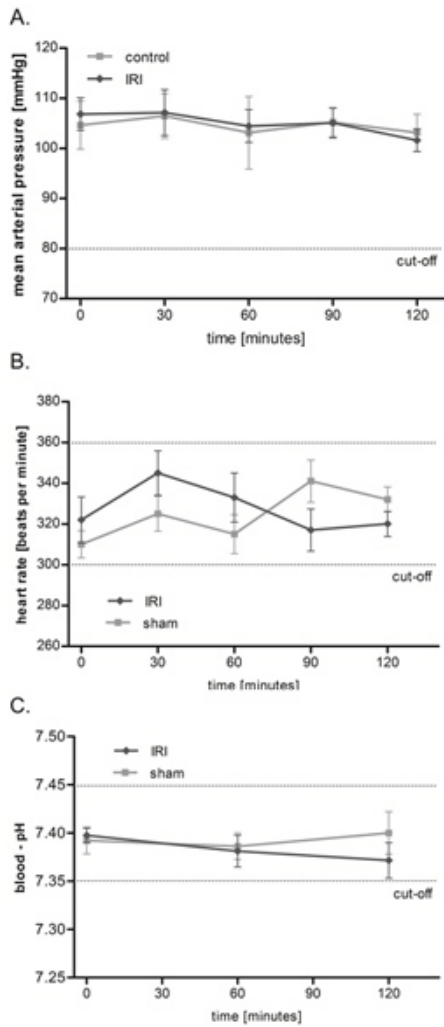 A.
control
IRI
mean arterial pressure [mmHg]
120
110
100
90
80
70
cut-off
0 30 60 90 120
time [minutes]
B.
heart rate [beats per minute]
380
360
340
320
300
280
260
cut-off
IRI
sham
0 30 60 90 120
time [minutes]
C.
blood - pH
7.50
7.45
7.40
7.35
7.30
7.25
IRI
sham
cut-off
0 30 60 90 120
time [minutes]